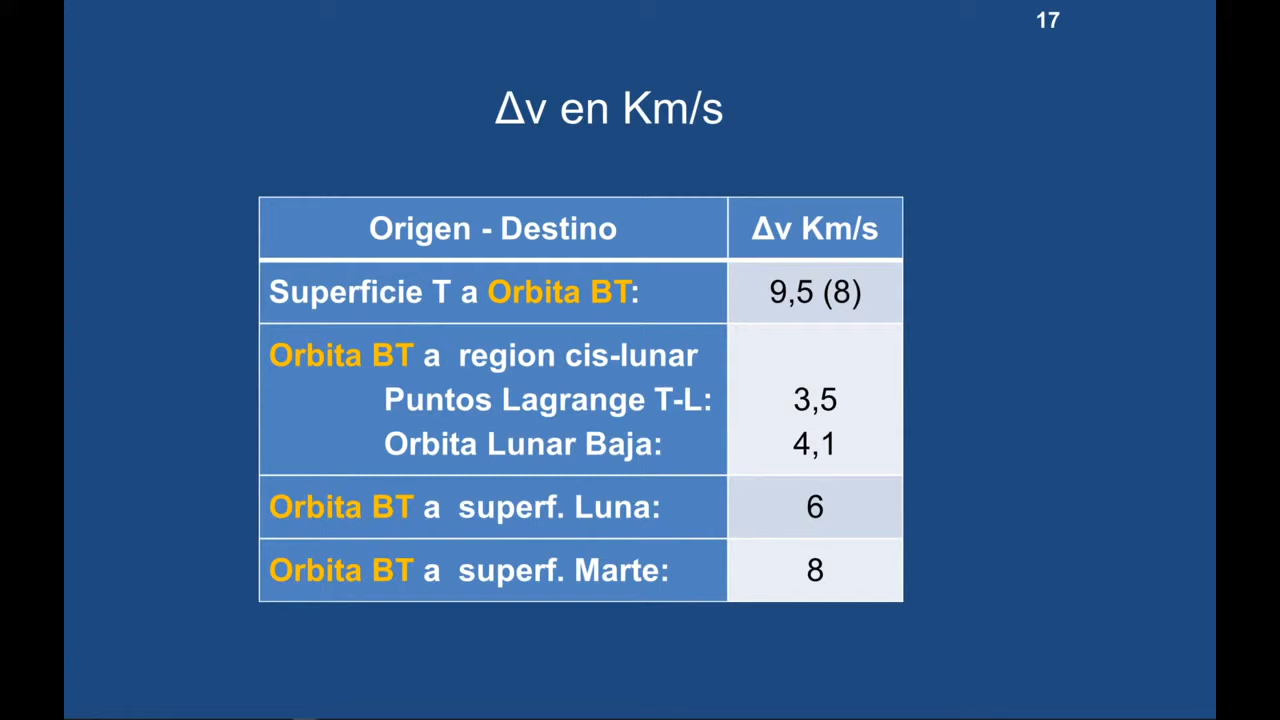 17
Δv en Km/s
Origen - Destino Δv Km/s
Superficie T a Orbita BT: 9,5 (8)
Orbita BT a region cis-lunar
Puntos Lagrange T-L: 3,5
Orbita Lunar Baja: 4,1
Orbita BT a superf. Luna: 6
Orbita BT a superf. Marte: 8